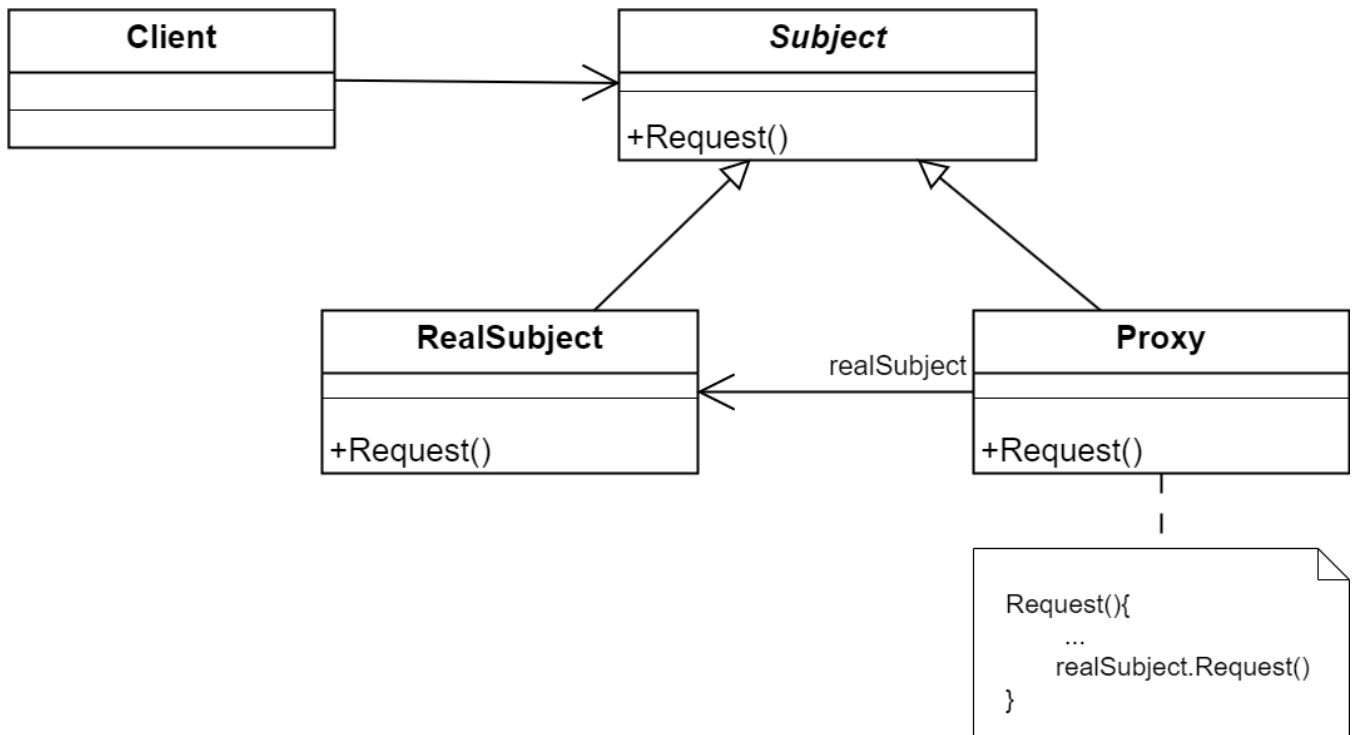 Client
Subject
+Request()
RealSubject
+Request()
realSubject
Proxy
+Request()
Request(){
...
realSubject.Request()
}